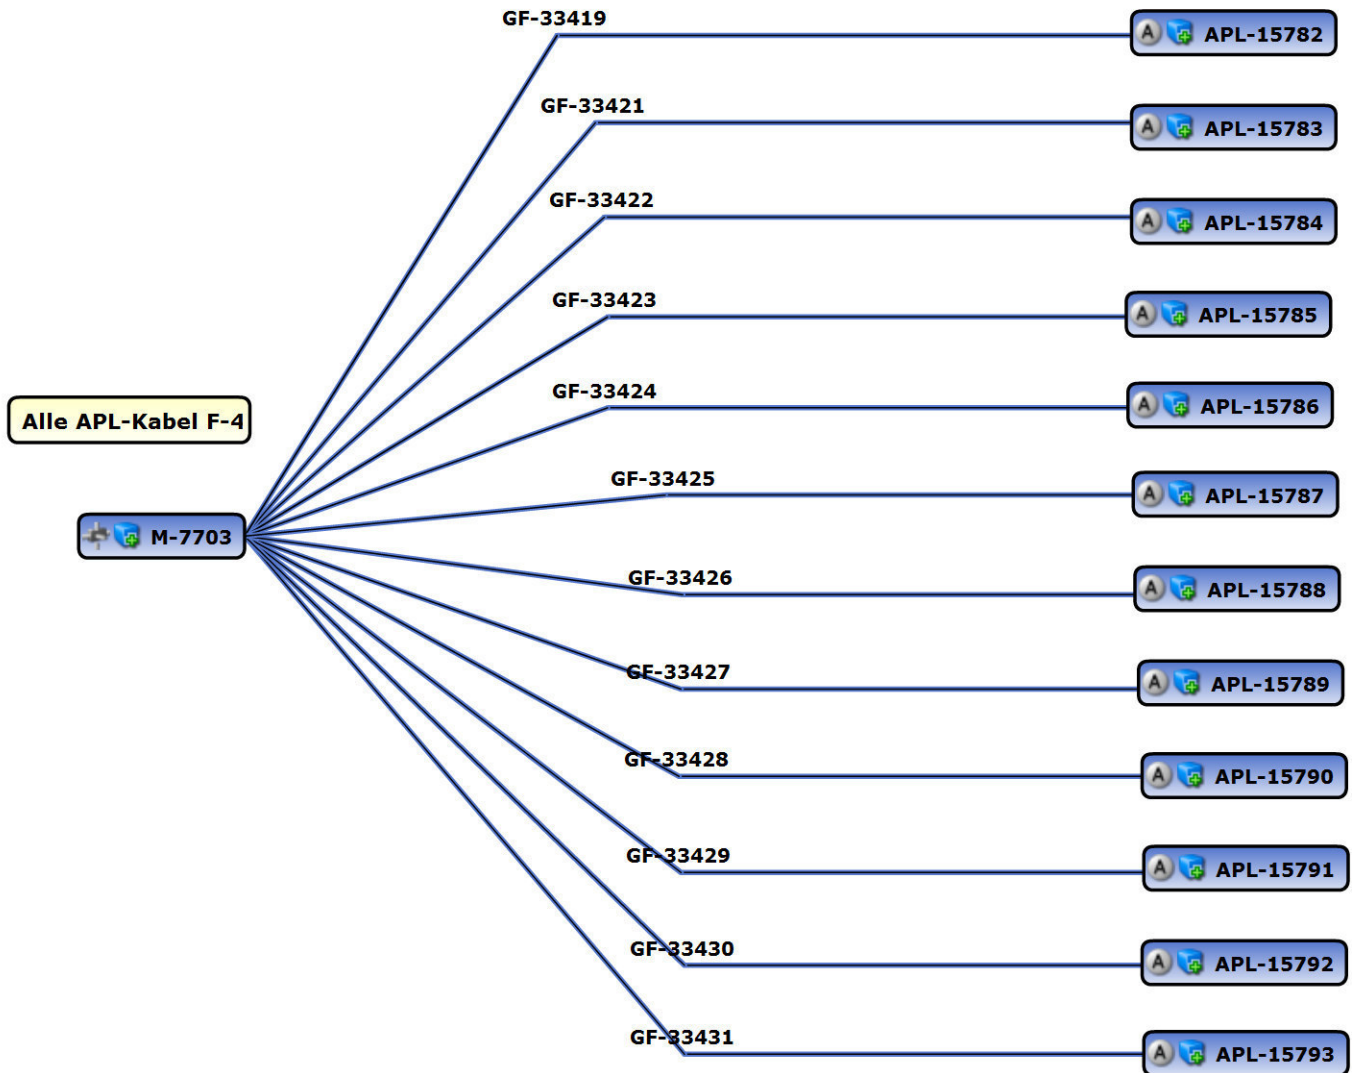 GF-33419
A APL-15782
GF-33421
A APL-15783
GF-33422
A APL-15784
GF-33423
A APL-15785
GF-33424
A APL-15786
Alle APL-Kabel F-4
GF-33425
A APL-15787
M-7703
GF-33426
A APL-15788
GF-33427
A APL-15789
GF-33428
A APL-15790
GF-33429
A APL-15791
GF-33430
A APL-15792
GF-33431
A APL-15793